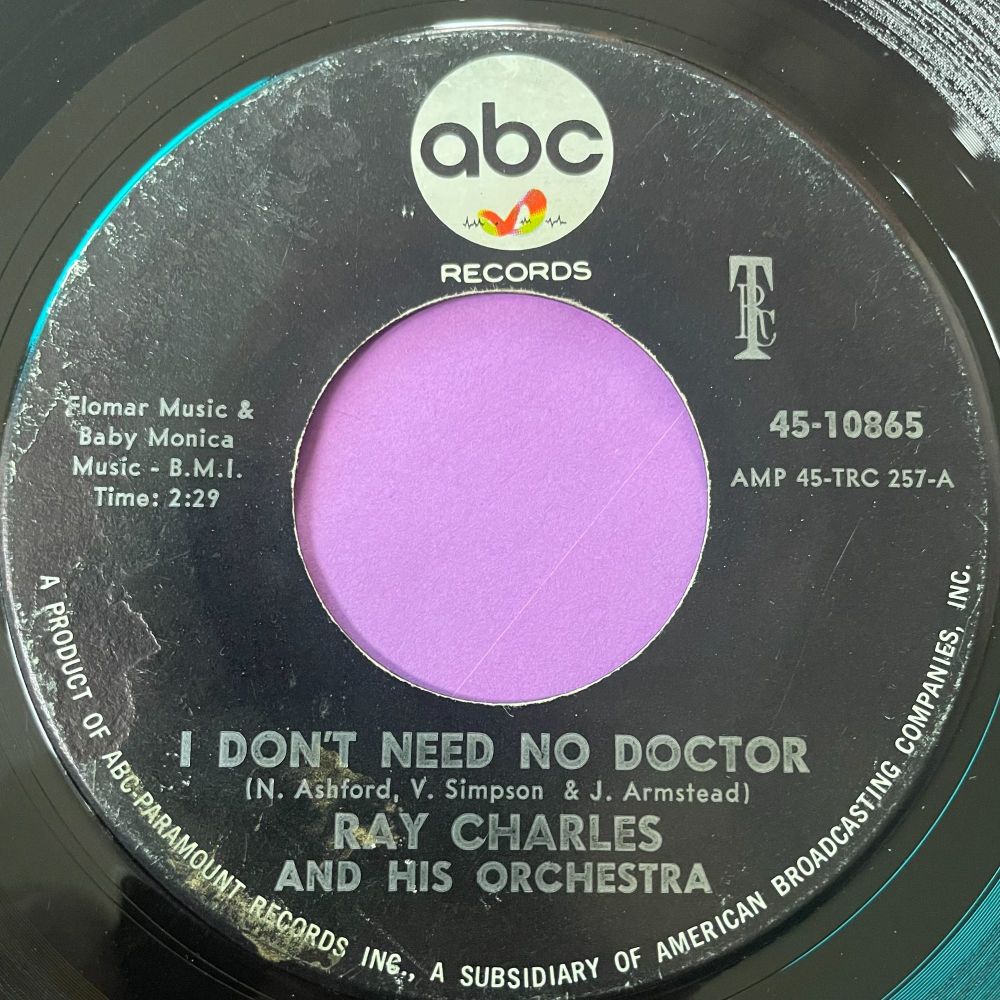 abc
RECORDS
TRC
Flomar Music &
Baby Monica
Music - B.M.I.
Time: 2:29
45-10865
AMP 45-TRC 257-A
I DON'T NEED NO DOCTOR
(N. Ashford, V. Simpson & J. Armstead)
RAY CHARLES
AND HIS ORCHESTRA
A PRODUCT OF ABC-PARAMOUNT RECORDS INC., A SUBSIDIARY OF AMERICAN BROADCASTING COMPANIES, INC.